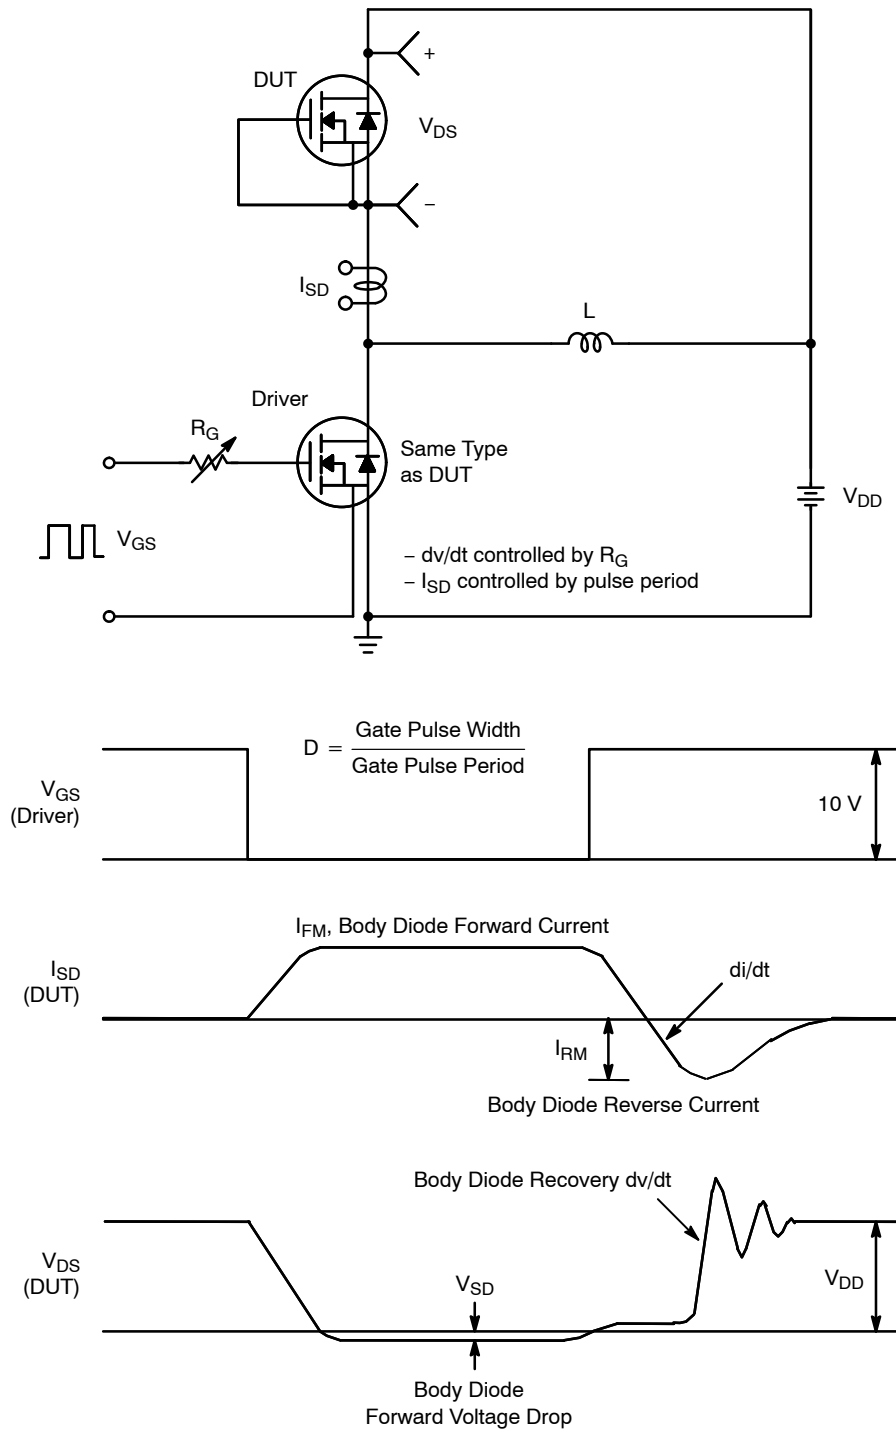 +
DUT
V_DS
−
I_SD
L
Driver
R_G
Same Type
as DUT
V_DD
V_GS
− dv/dt controlled by R_G
− I_SD controlled by pulse period
D = Gate Pulse Width
Gate Pulse Period
V_GS
(Driver)
10 V
I_FM, Body Diode Forward Current
I_SD
(DUT)
di/dt
I_RM
Body Diode Reverse Current
Body Diode Recovery dv/dt
V_DS
(DUT)
V_SD
V_DD
Body Diode
Forward Voltage Drop